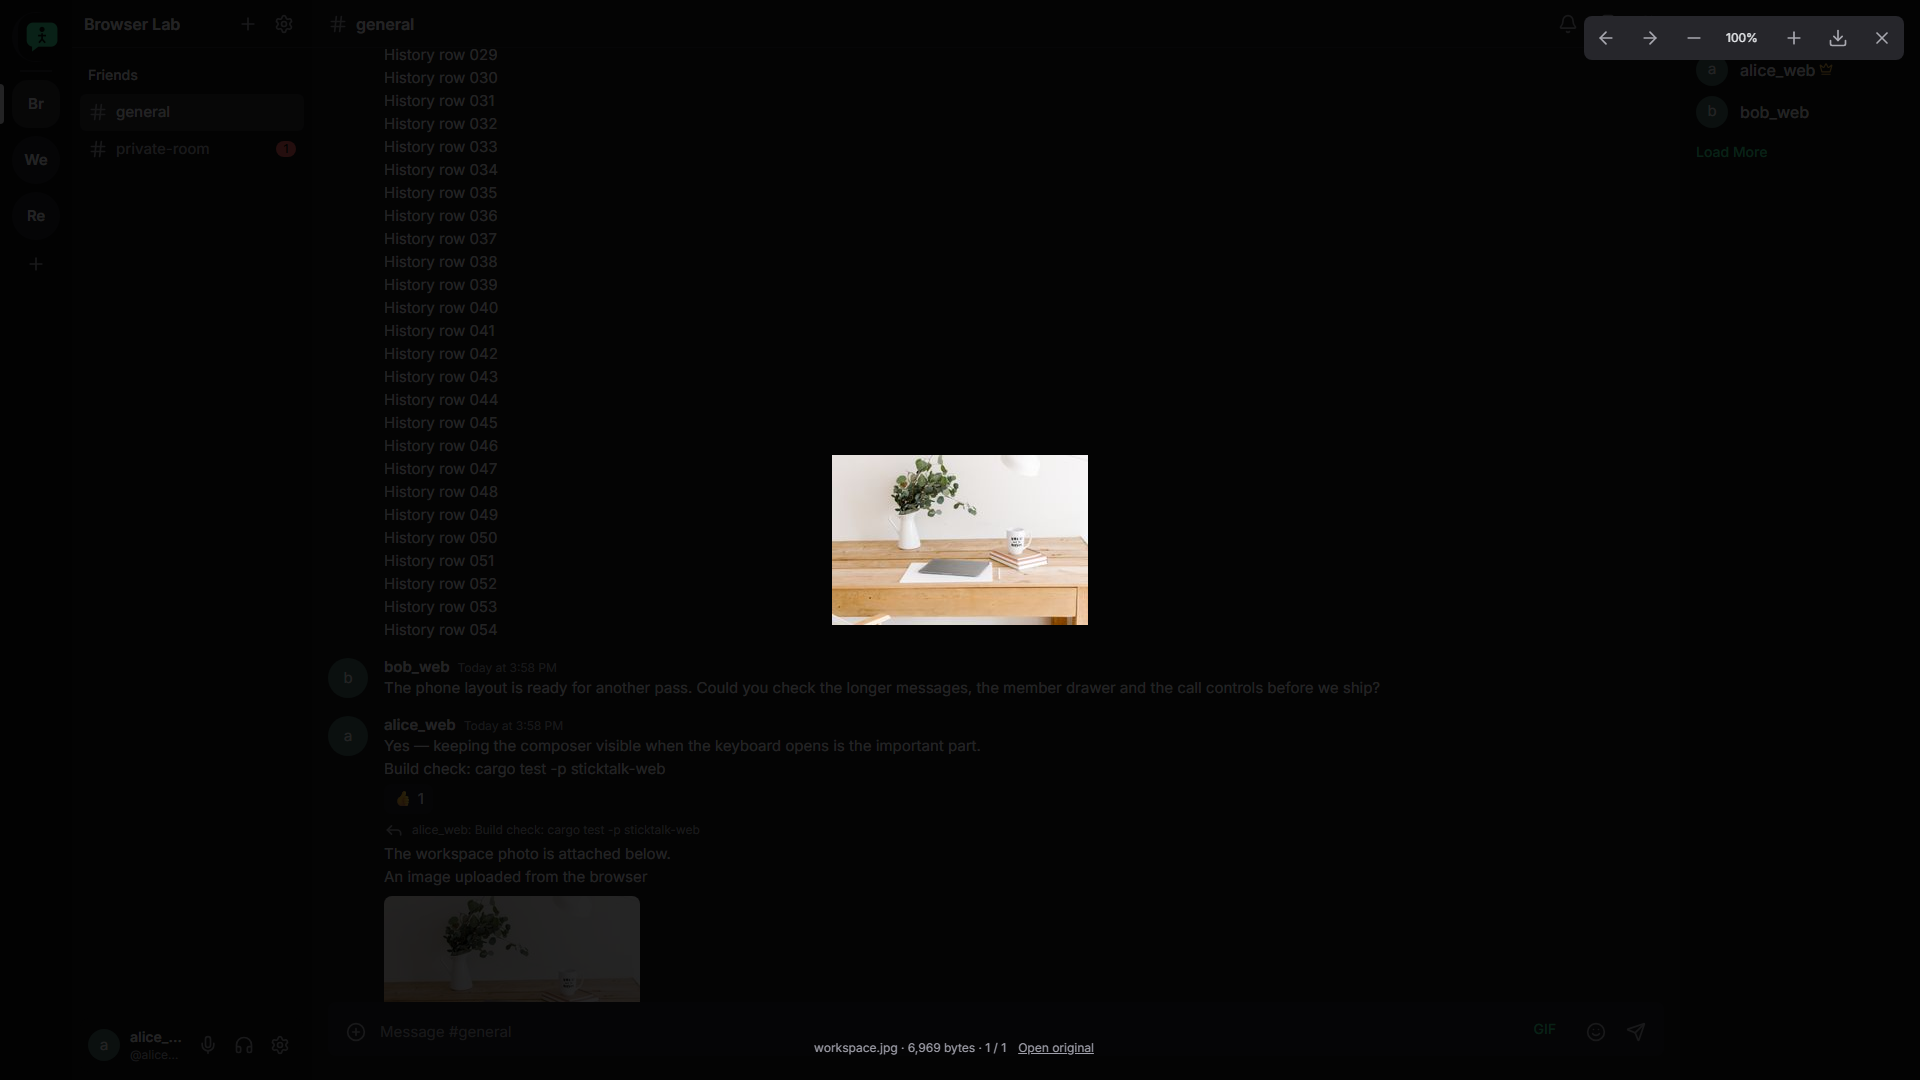 Browser Lab
Friends
general
private-room
1
Br
We
Re
general
History row 029
History row 030
History row 031
History row 032
History row 033
History row 034
History row 035
History row 036
History row 037
History row 038
History row 039
History row 040
History row 041
History row 042
History row 043
History row 044
History row 045
History row 046
History row 047
History row 048
History row 049
History row 050
History row 051
History row 052
History row 053
History row 054
bob_web Today at 3:58 PM
The phone layout is ready for another pass. Could you check the longer messages, the member drawer and the call controls before we ship?
alice_web Today at 3:58 PM
Yes — keeping the composer visible when the keyboard opens is the important part.
Build check: cargo test -p sticktalk-web
👍 1
alice_web: Build check: cargo test -p sticktalk-web
The workspace photo is attached below.
An image uploaded from the browser
Message #general
GIF
workspace.jpg · 6,969 bytes · 1 / 1 Open original
a
alice_...
@alice...
100%
a
alice_web
b
bob_web
Load More
b
a